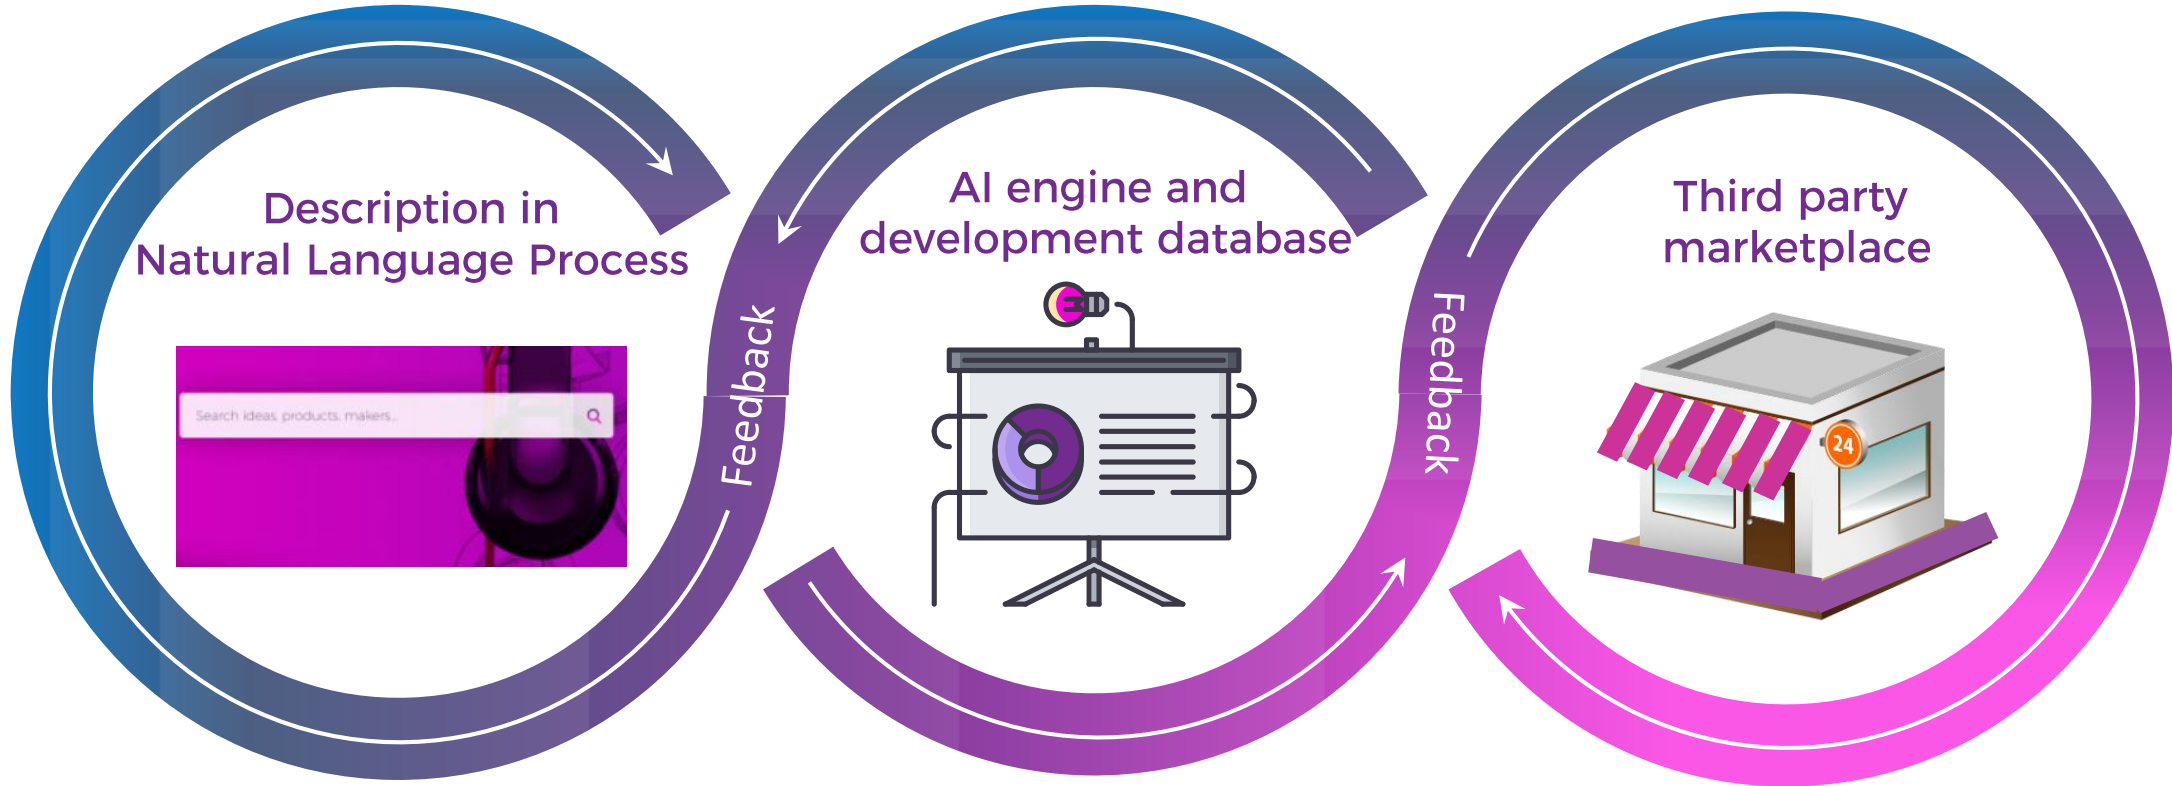 Description in
Natural Language Process
Search ideas, products, makers...
Feedback
AI engine and
development database
Feedback
Third party
marketplace
24